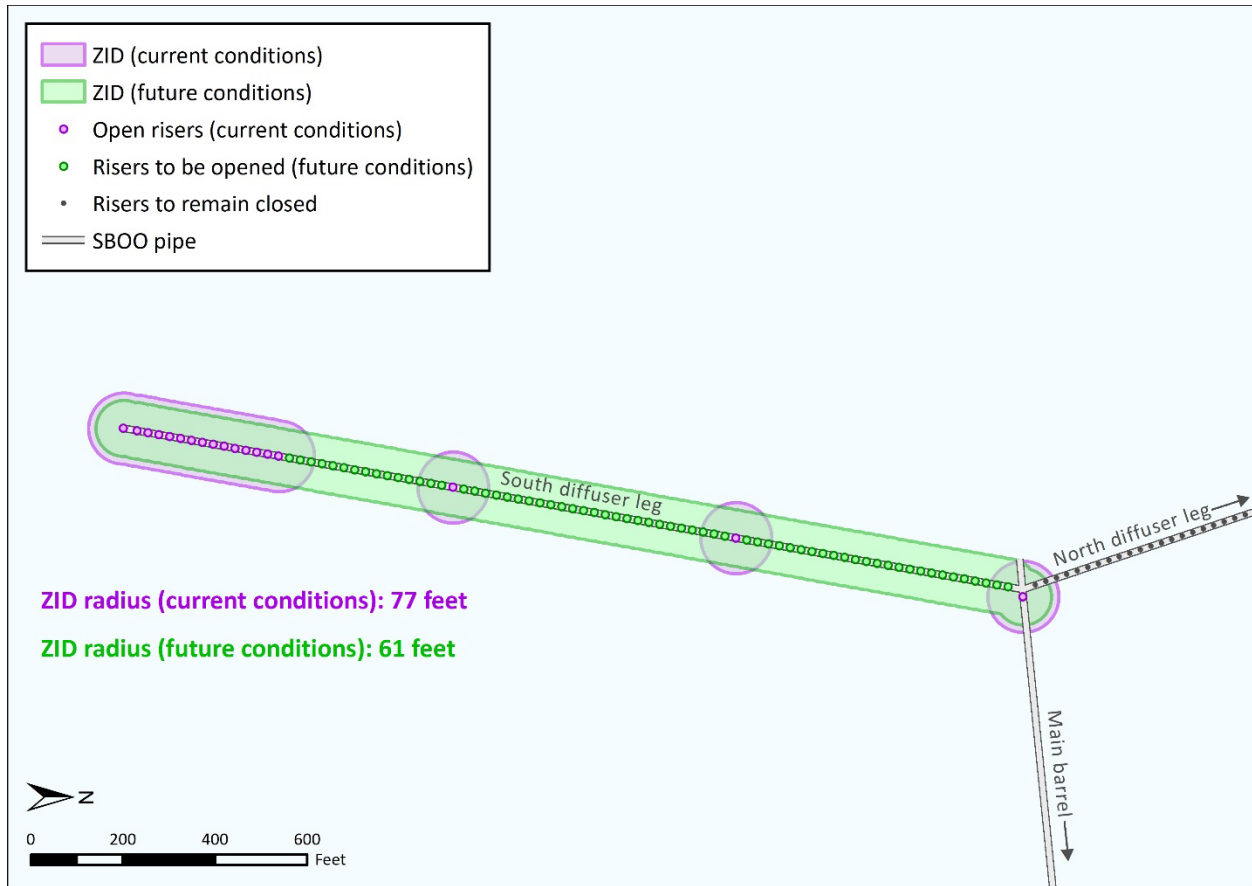 ZID (current conditions)
ZID (future conditions)
Open risers (current conditions)
Risers to be opened (future conditions)
Risers to remain closed
SBOO pipe
South diffuser leg
North diffuser leg
ZID radius (current conditions): 77 feet
ZID radius (future conditions): 61 feet
Main barrel
N
0 200 400 600
Feet